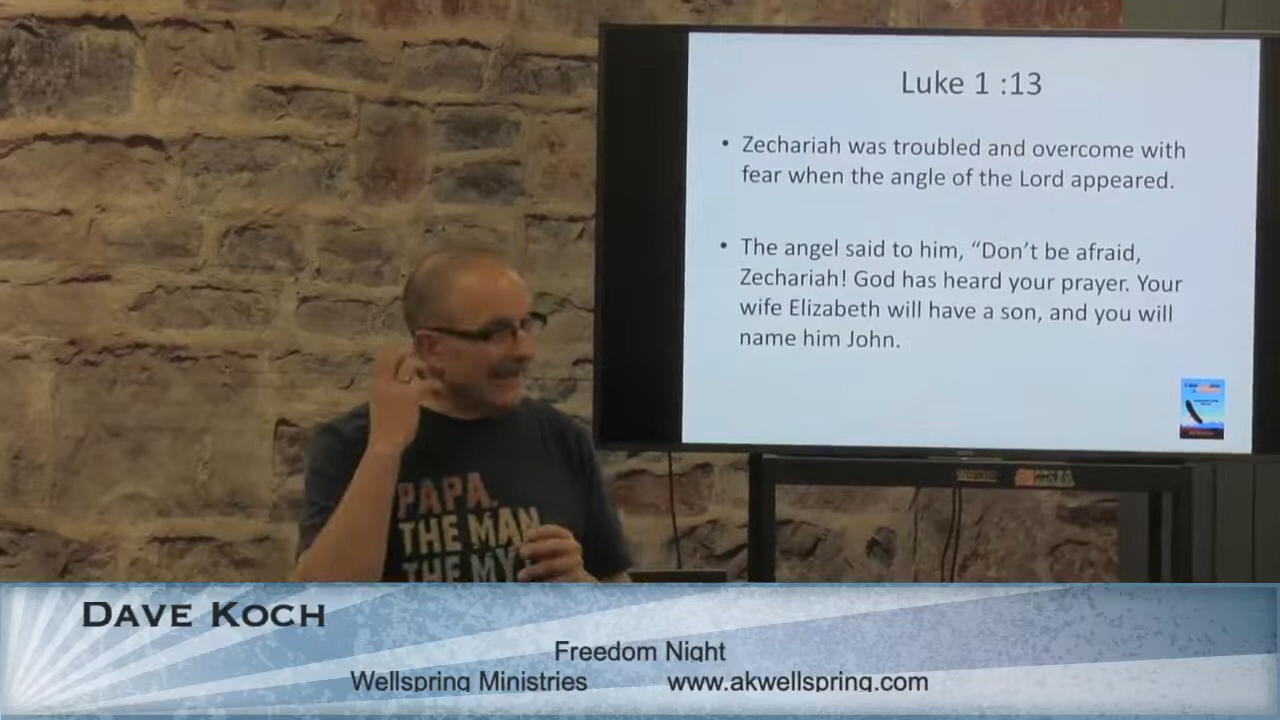 Luke 1 :13
• Zechariah was troubled and overcome with
fear when the angle of the Lord appeared.
• The angel said to him, “Don’t be afraid,
Zechariah! God has heard your prayer. Your
wife Elizabeth will have a son, and you will
name him John.
PAPA.
THE MAN
THE MY
DAVE KOCH
Freedom Night
Wellspring Ministries www.akwellspring.com